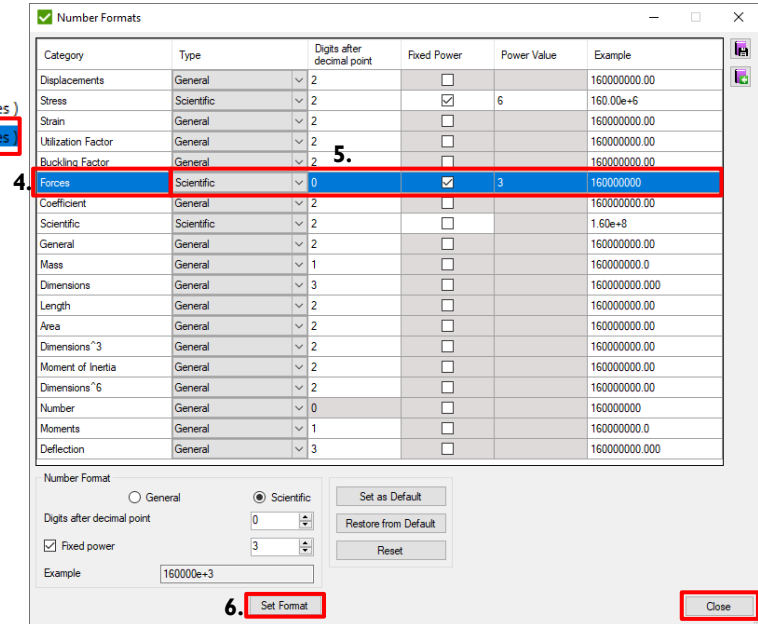 Number Formats
Category Type Digits after decimal point Fixed Power Power Value Example
Displacements General 2 160000000.00
Stress Scientific 2 6 160.00e+6
es )
Strain General 2 160000000.00
es )
Utilization Factor General 2 160000000.00
Buckling Factor General 2 160000000.00
5.
4. Forces Scientific 0 3 160000000
Coefficient General 2 160000000.00
Scientific Scientific 2 1.60e+8
General General 2 160000000.00
Mass General 1 160000000.0
Dimensions General 3 160000000.000
Length General 2 160000000.00
Area General 2 160000000.00
Dimensions^3 General 2 160000000.00
Moment of Inertia General 2 160000000.00
Dimensions^6 General 2 160000000.00
Number General 0 160000000
Moments General 1 160000000.0
Deflection General 3 160000000.000
Number Format
General Scientific
Digits after decimal point 0
Fixed power 3
Example 160000e+3
Set as Default
Restore from Default
Reset
6. Set Format
Close